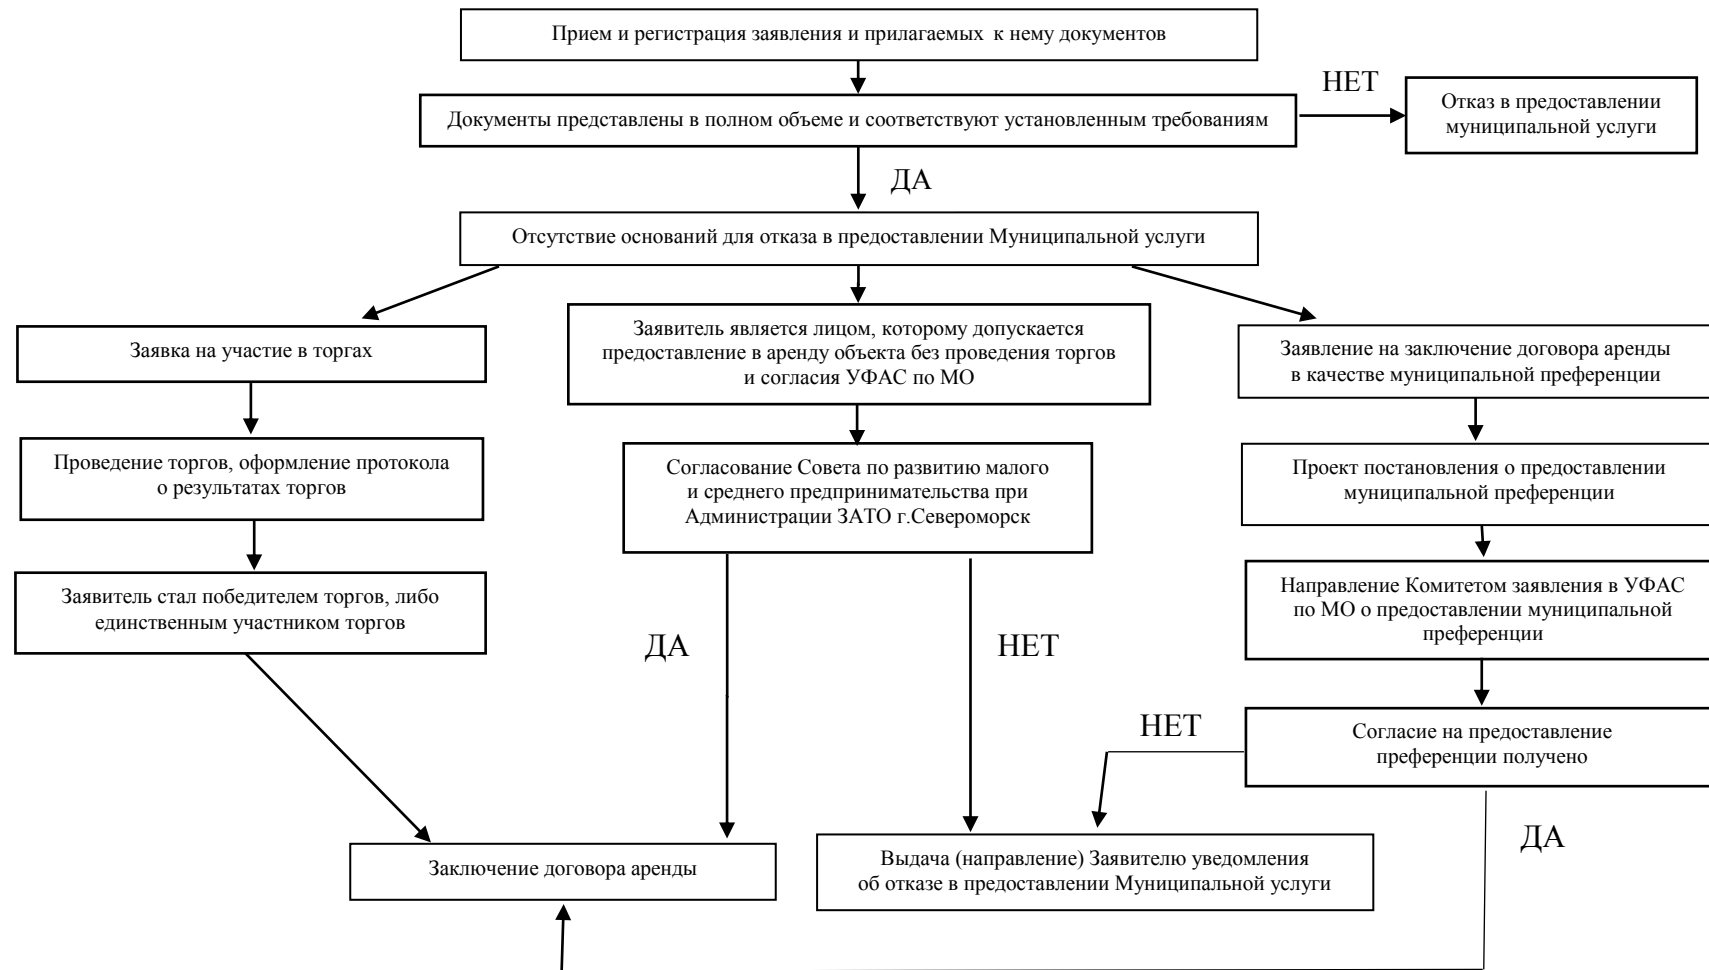 Прием и регистрация заявления и прилагаемых к нему документов
НЕТ
Документы представлены в полном объеме и соответствуют установленным требованиям
Отказ в предоставлении
муниципальной услуги
ДА
Отсутствие оснований для отказа в предоставлении Муниципальной услуги
Заявка на участие в торгах
Заявитель является лицом, которому допускается
предоставление в аренду объекта без проведения торгов
и согласия УФАС по МО
Заявление на заключение договора аренды
в качестве муниципальной преференции
Проведение торгов, оформление протокола
о результатах торгов
Согласование Совета по развитию малого
и среднего предпринимательства при
Администрации ЗАТО г.Североморск
Проект постановления о предоставлении
муниципальной преференции
Заявитель стал победителем торгов, либо
единственным участником торгов
Направление Комитетом заявления в УФАС
по МО о предоставлении муниципальной
преференции
ДА
НЕТ
НЕТ
Согласие на предоставление
преференции получено
ДА
Заключение договора аренды
Выдача (направление) Заявителю уведомления
об отказе в предоставлении Муниципальной услуги